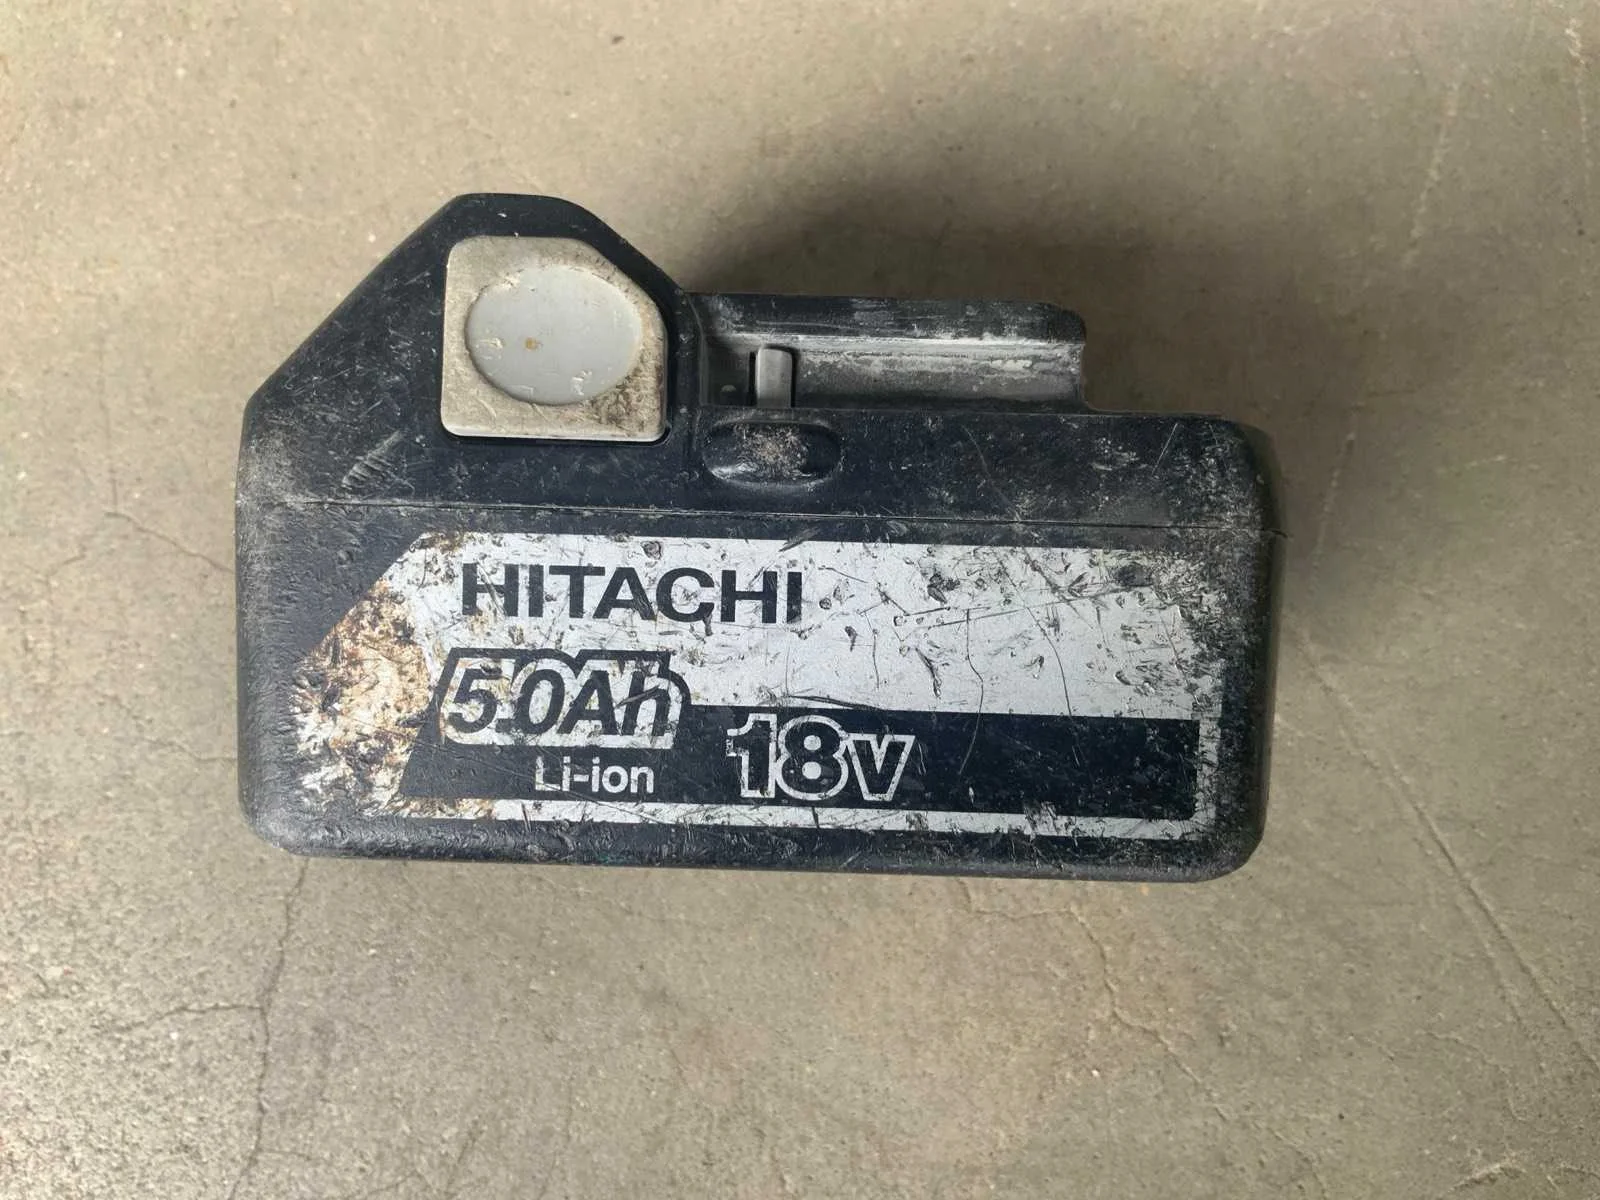 HITACHI
5.0Ah
Li-ion
18V